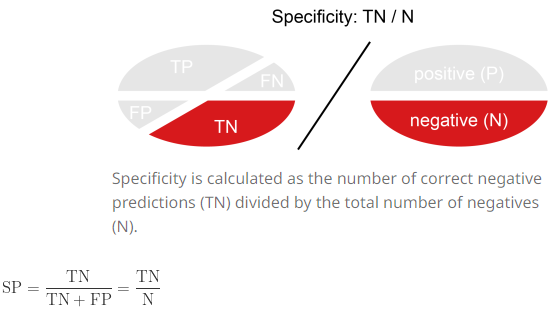 Specificity: TN / N
TP
FN
FP
TN
positive (P)
negative (N)
Specificity is calculated as the number of correct negative
predictions (TN) divided by the total number of negatives
(N).
SP = TN / (TN + FP) = TN / N